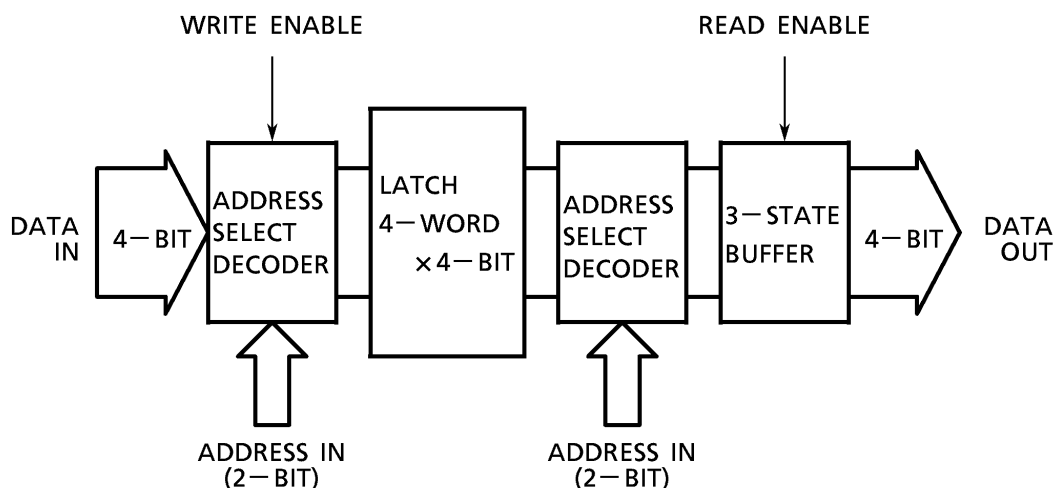 WRITE ENABLE
READ ENABLE
DATA
IN
4−BIT
ADDRESS
SELECT
DECODER
LATCH
4−WORD
×4−BIT
ADDRESS
SELECT
DECODER
3−STATE
BUFFER
4−BIT
DATA
OUT
ADDRESS IN
(2−BIT)
ADDRESS IN
(2−BIT)